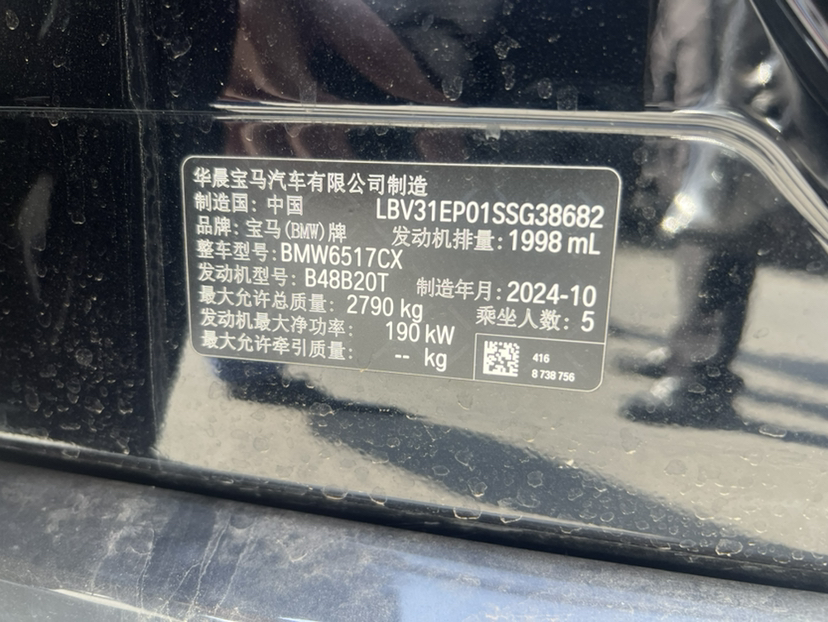 华晨宝马汽车有限公司制造
制造国: 中国 LBV31EP01SSG38682
品牌: 宝马(BMW)牌 发动机排量: 1998 mL
整车型号: BMW6517CX
发动机型号: B48B20T 制造年月: 2024-10
最大允许总质量: 2790 kg 乘坐人数: 5
发动机最大净功率: 190 kW
最大允许牵引质量: -- kg
416
8 738 756